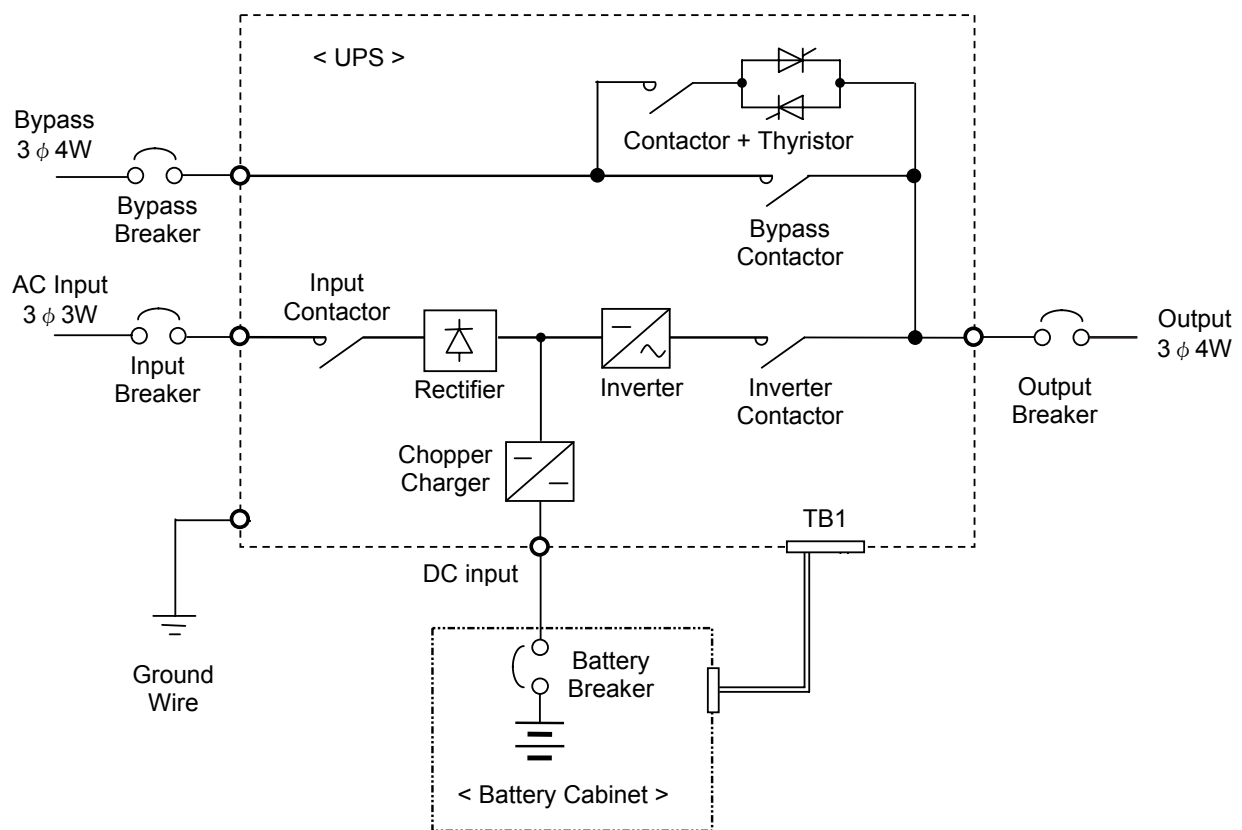 < UPS >
Bypass
3 ϕ 4W
Contactor + Thyristor
Bypass
Breaker
Bypass
Contactor
AC Input
3 ϕ 3W
Input
Contactor
Output
3 ϕ 4W
Input
Breaker
Rectifier
Inverter
Inverter
Contactor
Output
Breaker
Chopper
Charger
TB1
DC input
Ground
Wire
Battery
Breaker
< Battery Cabinet >